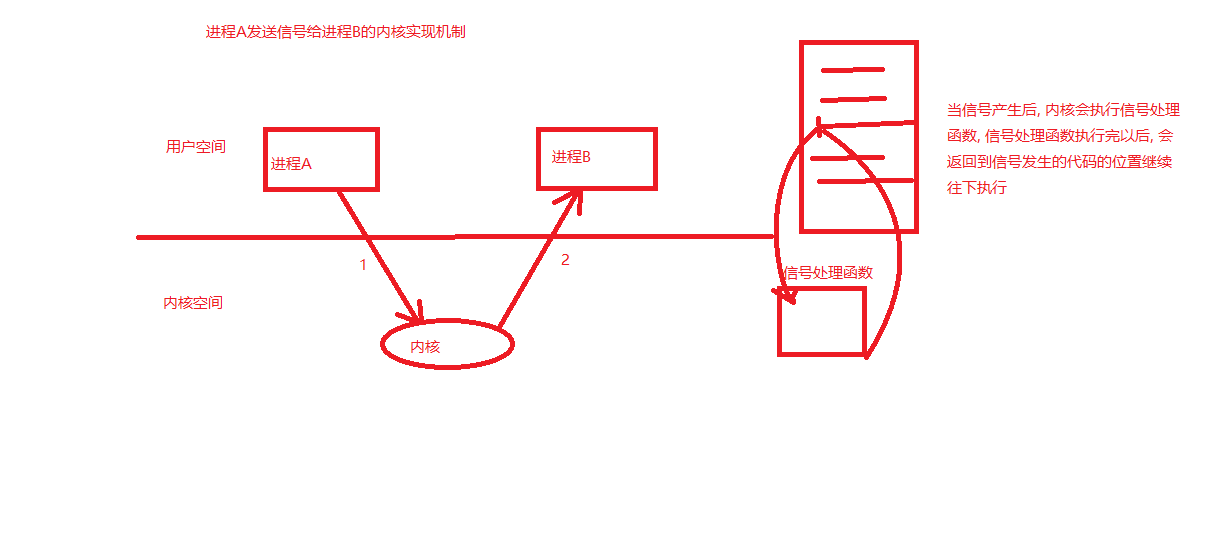 进程A发送信号给进程B的内核实现机制
用户空间
进程A
进程B
当信号产生后, 内核会执行信号处理
函数, 信号处理函数执行完以后, 会
返回到信号发生的代码的位置继续
往下执行
1
2
信号处理函数
内核空间
内核